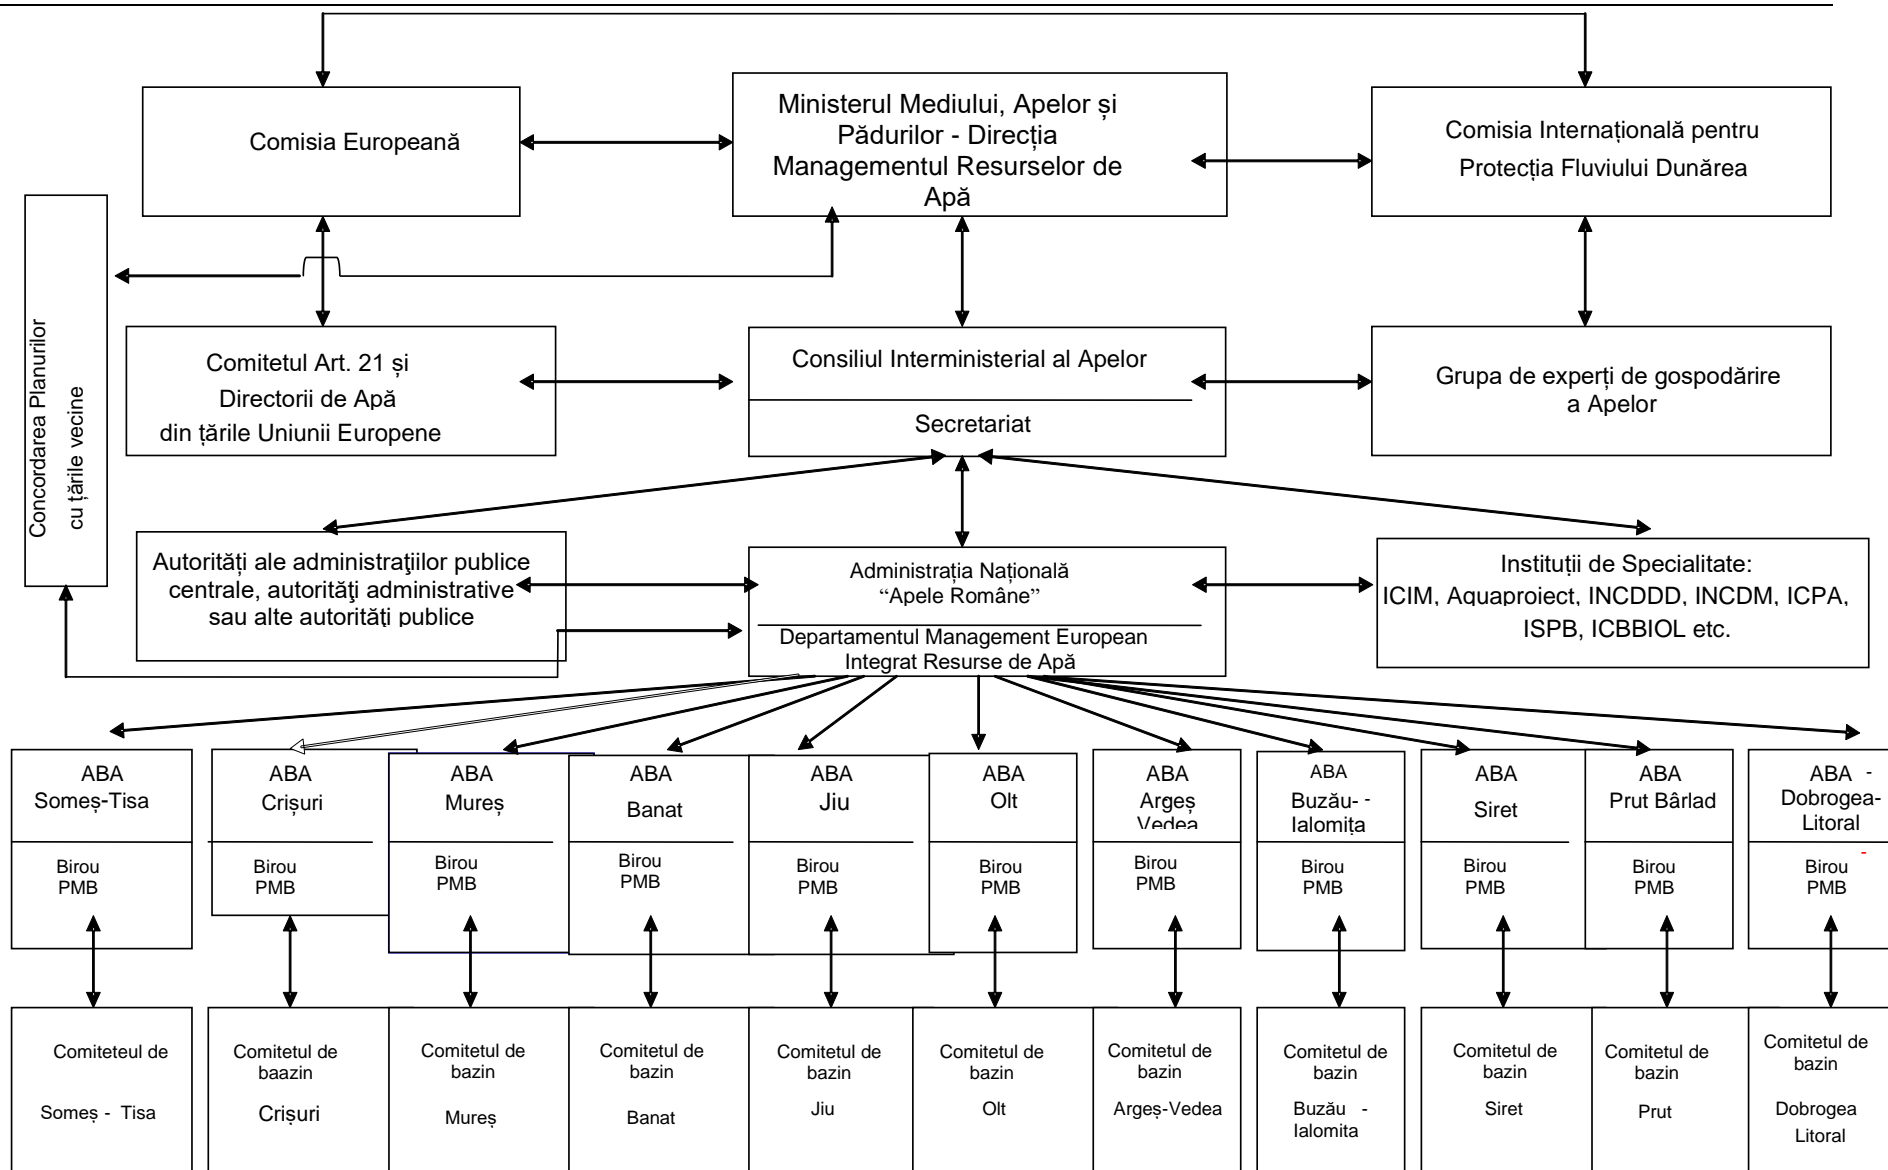 Comisia Europeană
Ministerul Mediului, Apelor și
Pădurilor - Direcția
Managementul Resurselor de
Apă
Comisia Internațională pentru
Protecția Fluviului Dunărea
Concordarea Planurilor
cu țările vecine
Comitetul Art. 21 și
Directorii de Apă
din țările Uniunii Europene
Consiliul Interministerial al Apelor
Secretariat
Grupa de experți de gospodărire
a Apelor
Autorități ale administraţiilor publice
centrale, autorităţi administrative
sau alte autorităţi publice
Administrația Națională
“Apele Române”
Departamentul Management European
Integrat Resurse de Apă
Instituții de Specialitate:
ICIM, Aquaproiect, INCDDD, INCDM, ICPA,
ISPB, ICBBIOL etc.
ABA
Someș-Tisa
Birou
PMB
ABA
Crișuri
Birou
PMB
ABA
Mureș
Birou
PMB
ABA
Banat
Birou
PMB
ABA
Jiu
Birou
PMB
ABA
Olt
Birou
PMB
ABA
Argeș
Vedea
Birou
PMB
ABA
Buzău- -
Ialomița
Birou
PMB
ABA
Siret
Birou
PMB
ABA
Prut Bârlad
Birou
PMB
ABA -
Dobrogea-
Litoral
-
Birou
PMB
Comiteteul de
Someș - Tisa
Comitetul de
baazin
Crișuri
Comitetul de
bazin
Mureș
Comitetul de
bazin
Banat
Comitetul de
bazin
Jiu
Comitetul de
bazin
Olt
Comitetul de
bazin
Argeș-Vedea
Comitetul de
bazin
Buzău -
Ialomita
Comitetul de
bazin
Siret
Comitetul de
bazin
Prut
Comitetul de
bazin
Dobrogea
Litoral